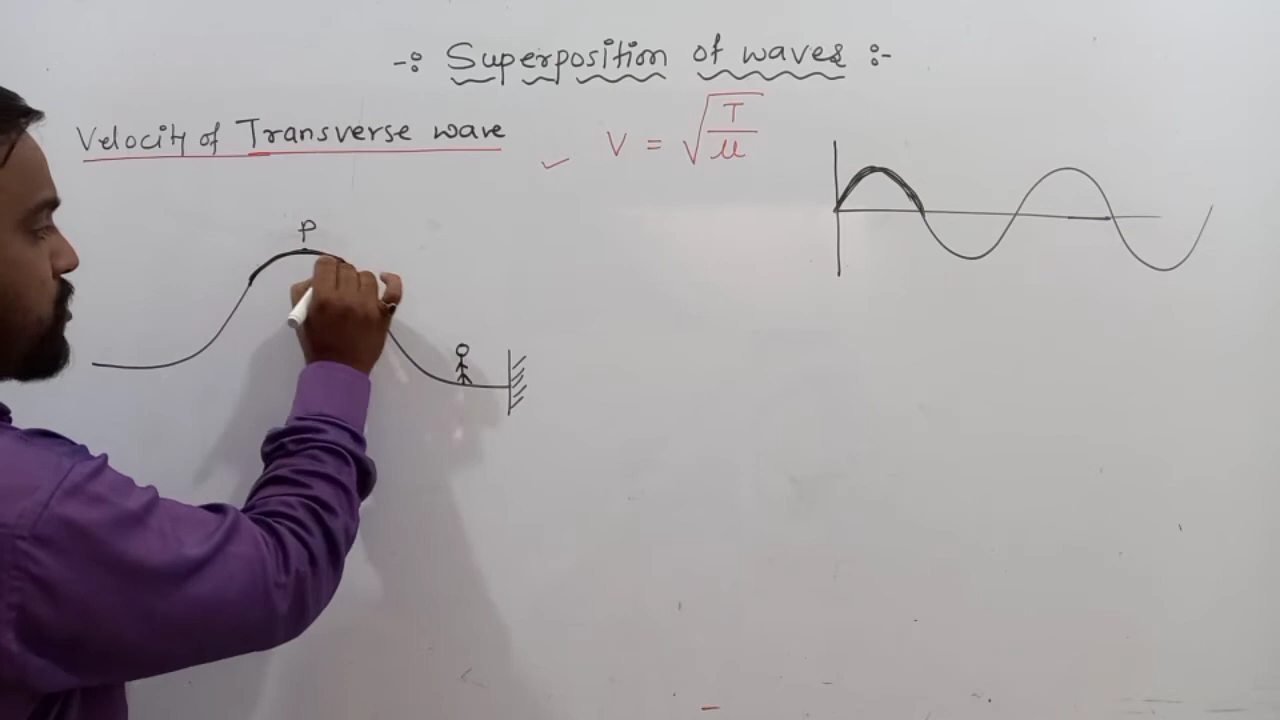 -: Superposition of waves :-
Velocity of Transverse wave
V = √T/μ
P